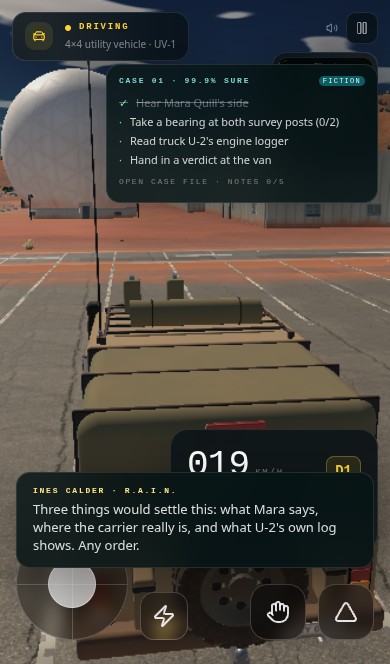 DRIVING
4×4 utility vehicle · UV-1
CASE 01 · 99.9% SURE
FICTION
✓ Hear Mara Quill's side
· Take a bearing at both survey posts (0/2)
· Read truck U-2's engine logger
· Hand in a verdict at the van
OPEN CASE FILE · NOTES 0/5
019 KM/H
D1
INES CALDER · R.A.I.N.
Three things would settle this: what Mara says,
where the carrier really is, and what U-2's own log
shows. Any order.